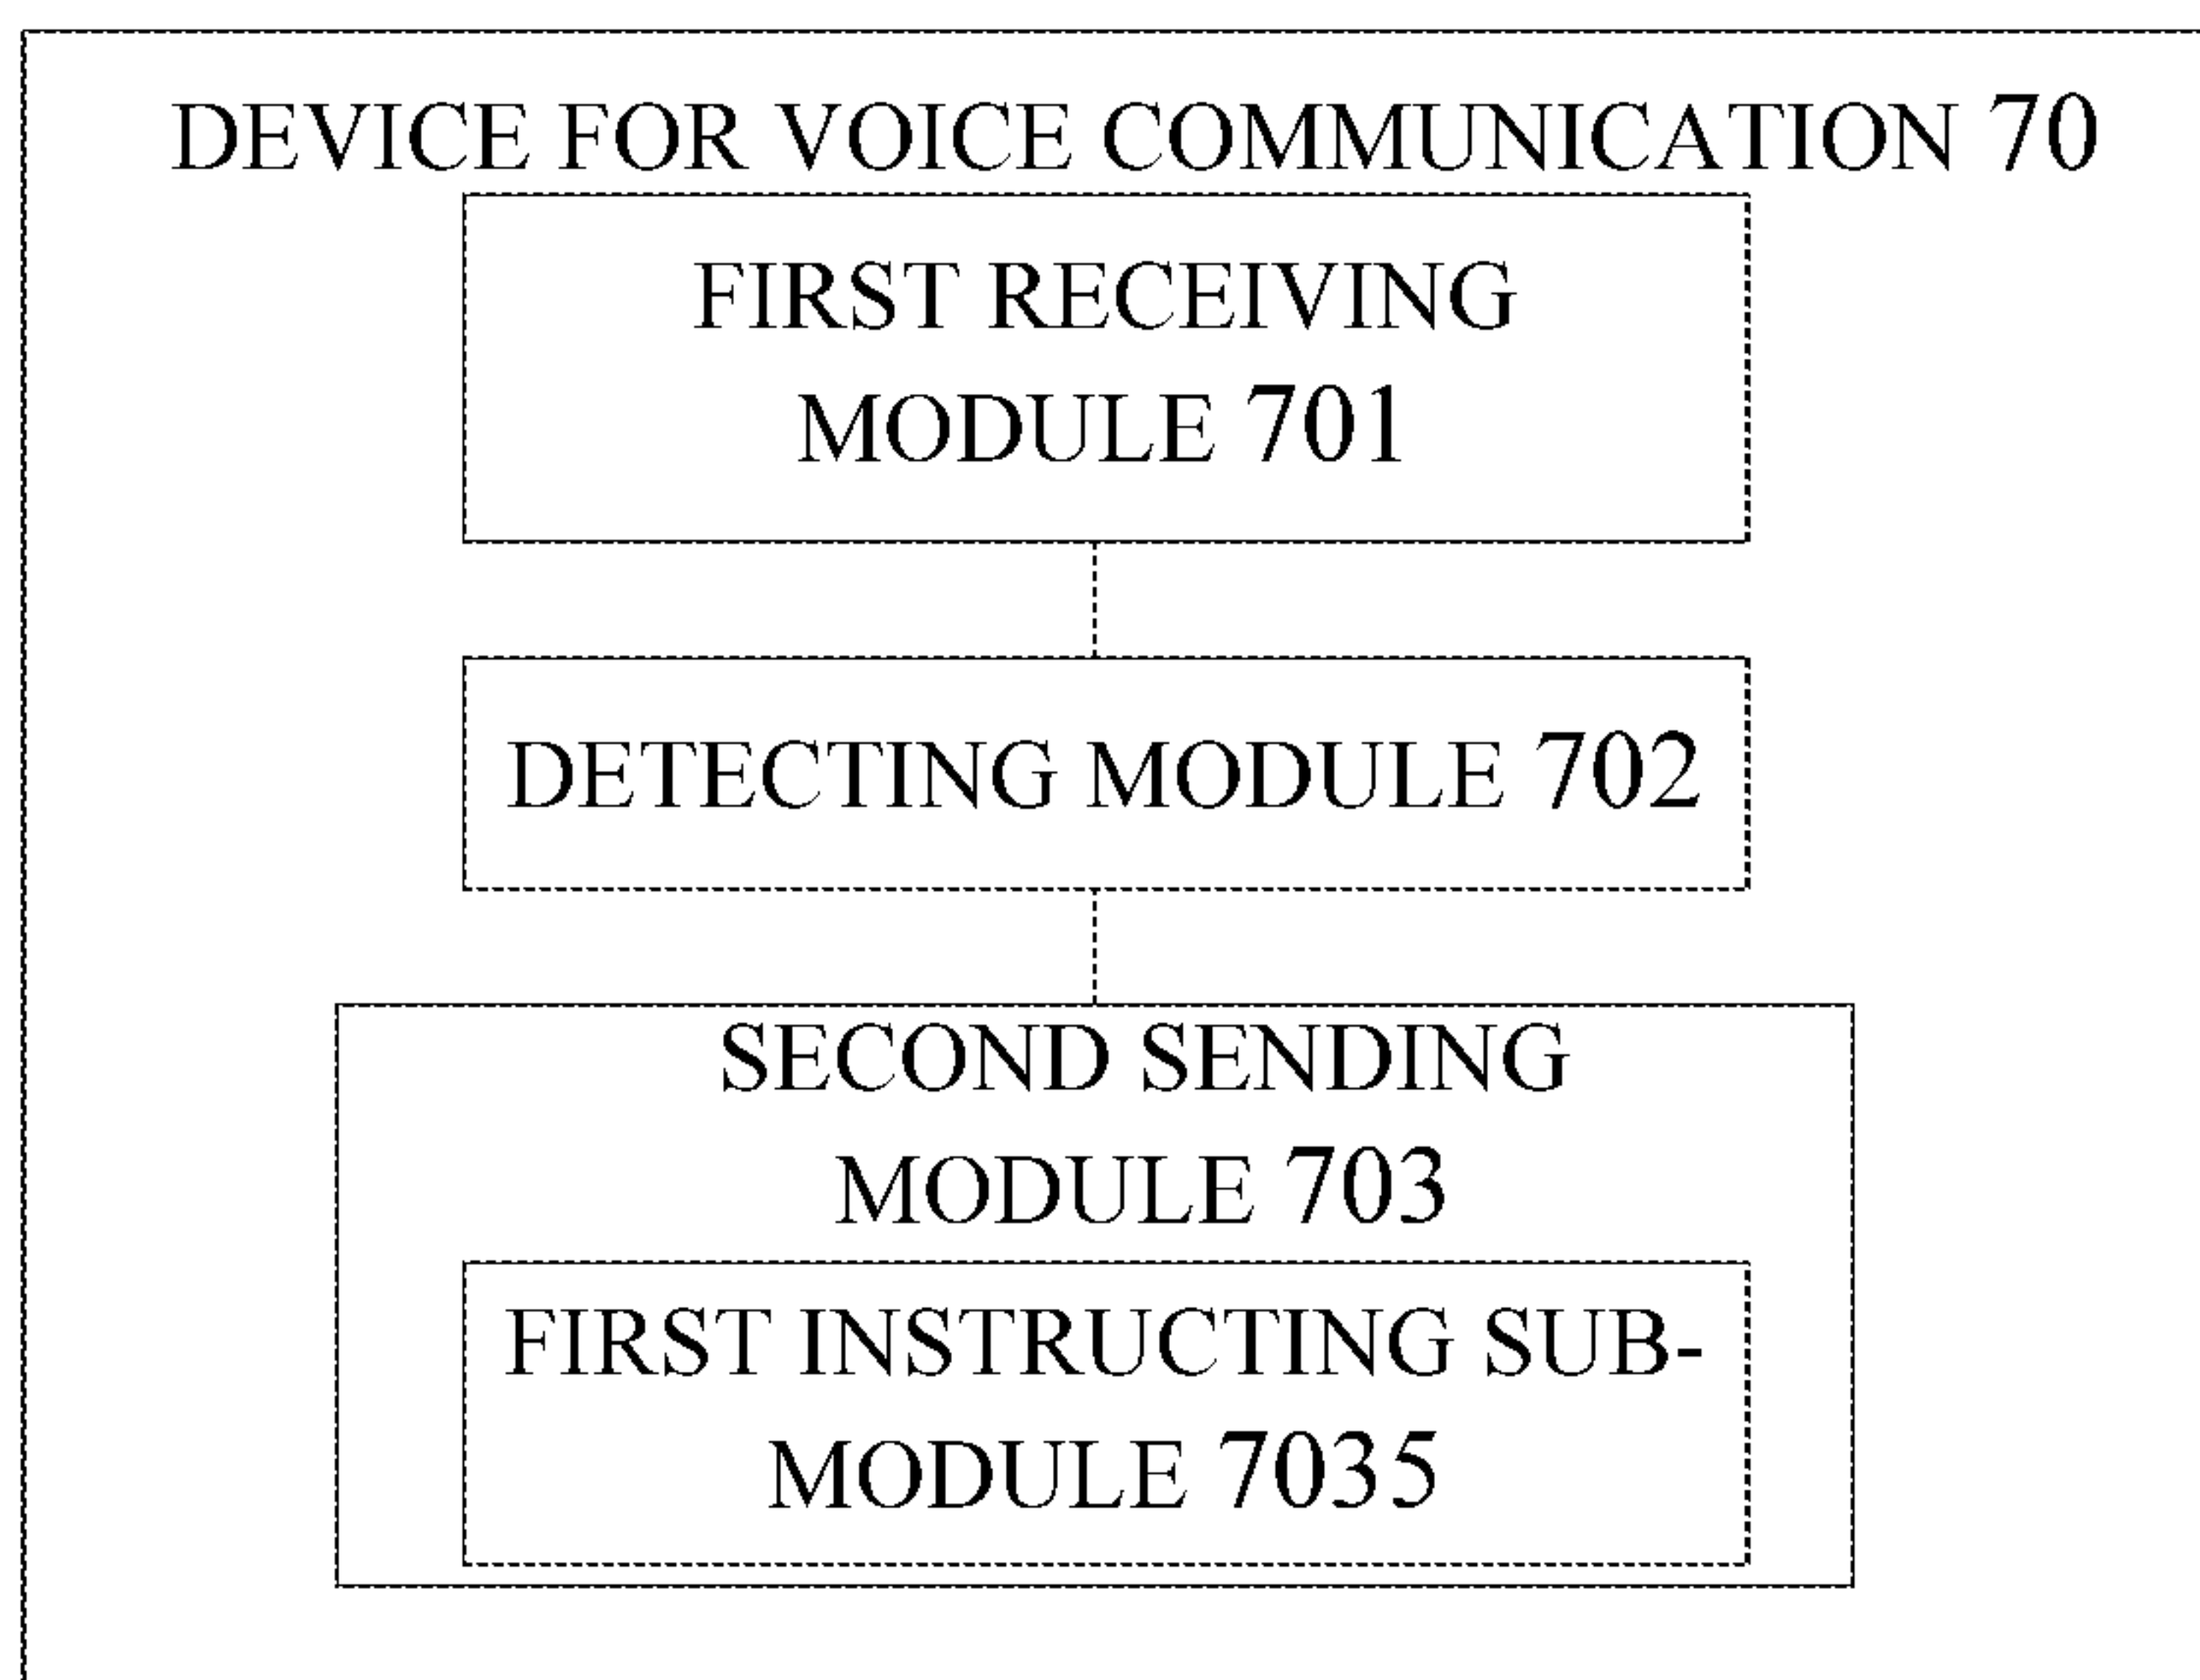 DEVICE FOR VOICE COMMUNICATION 70
FIRST RECEIVING
MODULE 701
DETECTING MODULE 702
SECOND SENDING
MODULE 703
FIRST INSTRUCTING SUB-
MODULE 7035